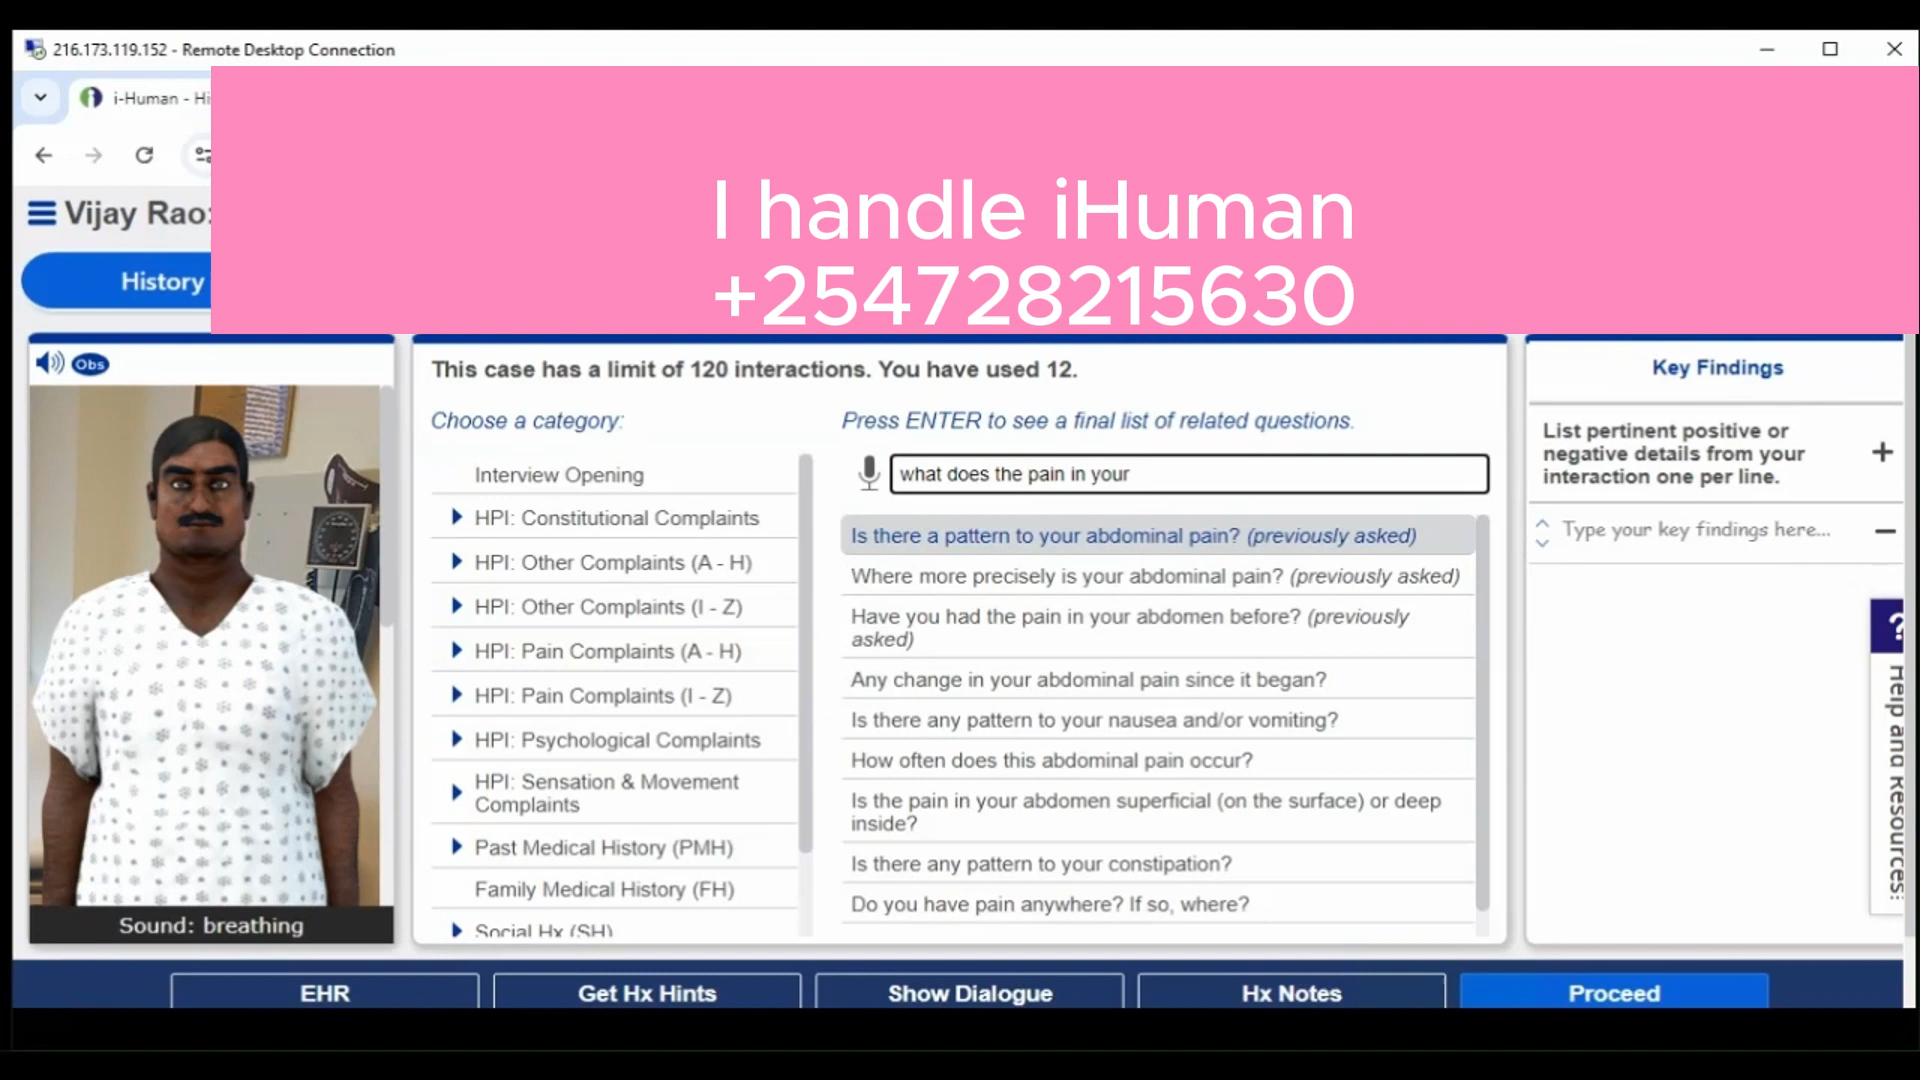 216.173.119.152 - Remote Desktop Connection
i-Human - Hi
I handle iHuman
+254728215630
Vijay Rao:
History
Obs
Sound: breathing
This case has a limit of 120 interactions. You have used 12.
Choose a category:
Interview Opening
HPI: Constitutional Complaints
HPI: Other Complaints (A - H)
HPI: Other Complaints (I - Z)
HPI: Pain Complaints (A - H)
HPI: Pain Complaints (I - Z)
HPI: Psychological Complaints
HPI: Sensation & Movement
Complaints
Past Medical History (PMH)
Family Medical History (FH)
Social Hx (SH)
Press ENTER to see a final list of related questions.
what does the pain in your
Is there a pattern to your abdominal pain? (previously asked)
Where more precisely is your abdominal pain? (previously asked)
Have you had the pain in your abdomen before? (previously
asked)
Any change in your abdominal pain since it began?
Is there any pattern to your nausea and/or vomiting?
How often does this abdominal pain occur?
Is the pain in your abdomen superficial (on the surface) or deep
inside?
Is there any pattern to your constipation?
Do you have pain anywhere? If so, where?
Key Findings
List pertinent positive or
negative details from your
interaction one per line.
Type your key findings here...
?
Help and Resources:
EHR
Get Hx Hints
Show Dialogue
Hx Notes
Proceed